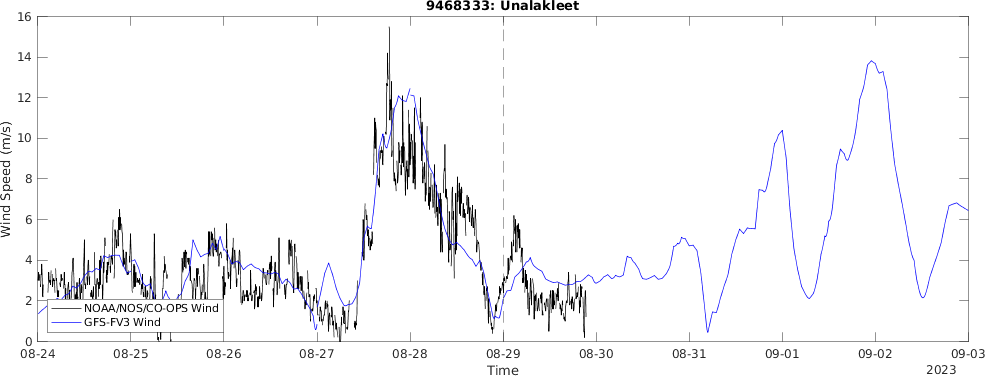 9468333: Unalakleet
16
14
12
10
8
6
4
2
0
Wind Speed (m/s)
NOAA/NOS/CO-OPS Wind
GFS-FV3 Wind
08-24 08-25 08-26 08-27 08-28 08-29 08-30 08-31 09-01 09-02 09-03
Time
2023